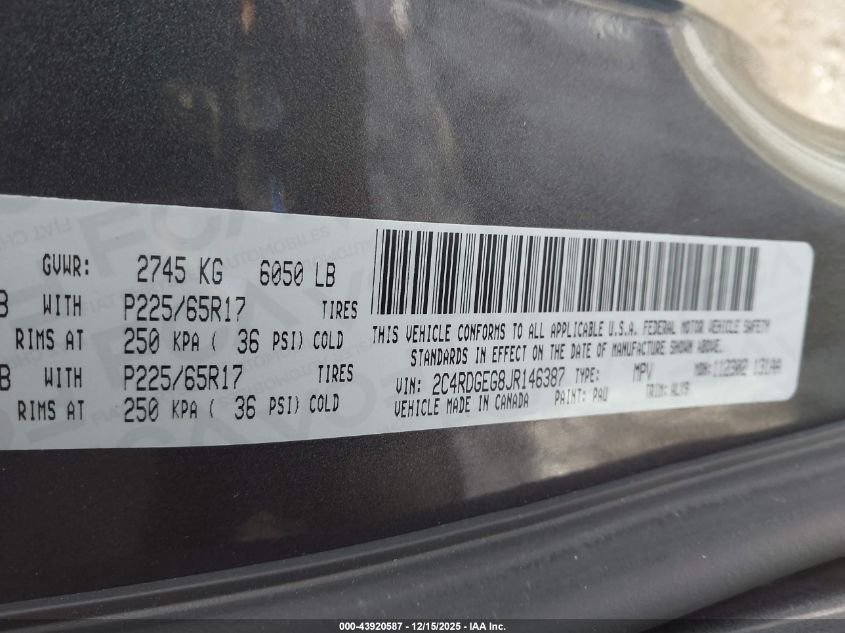 GVWR: 2745 KG 6050 LB
B WITH P225/65R17 TIRES
RIMS AT 250 KPA ( 36 PSI) COLD
B WITH P225/65R17 TIRES
RIMS AT 250 KPA ( 36 PSI) COLD
THIS VEHICLE CONFORMS TO ALL APPLICABLE U.S.A. FEDERAL MOTOR VEHICLE SAFETY
STANDARDS IN EFFECT ON THE DATE OF MANUFACTURE SHOWN ABOVE.
VIN: 2C4RDGEG8JR146387 TYPE: MPV MDH:
VEHICLE MADE IN CANADA PAINT: PAU TRIM:
000-43920587 - 12/15/2025 - IAA Inc.